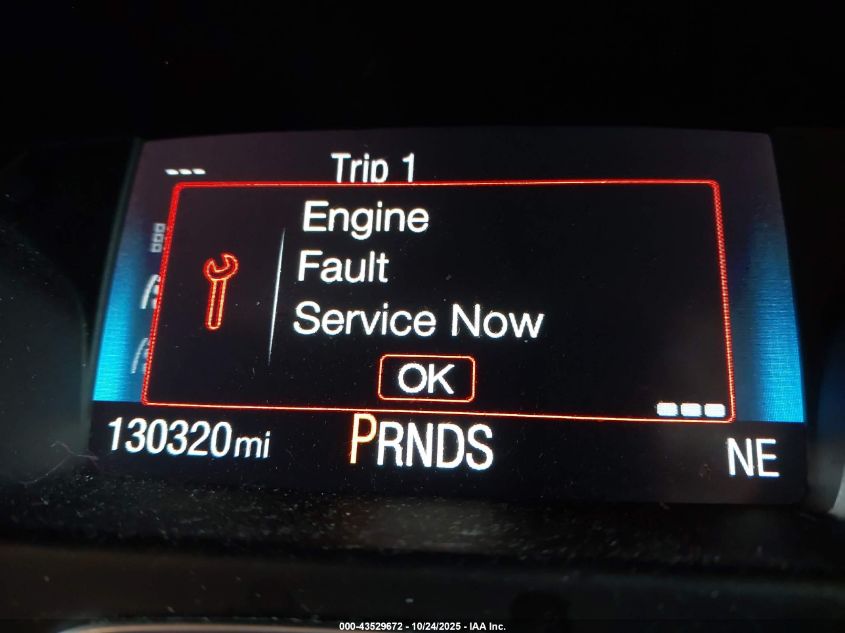 Trip 1
Engine
Fault
Service Now
OK
130320mi
PRNDS
NE
000-43529672 - 10/24/2025 - IAA Inc.